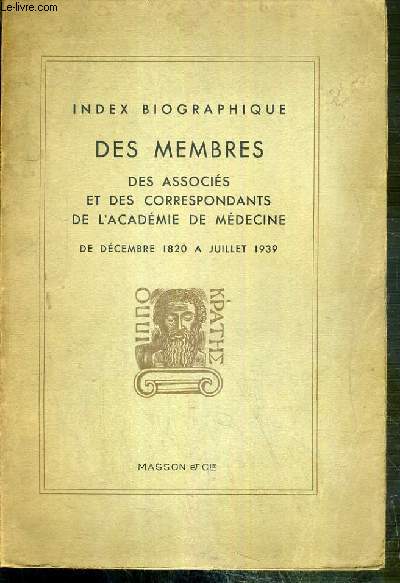 Le-livre.com
INDEX BIOGRAPHIQUE
DES MEMBRES
DES ASSOCIÉS
ET DES CORRESPONDANTS
DE L'ACADÉMIE DE MÉDECINE
DE DÉCEMBRE 1820 A JUILLET 1939
ΙΠΠΟ
ΚΡΑΤΗΣ
MASSON ET Cie